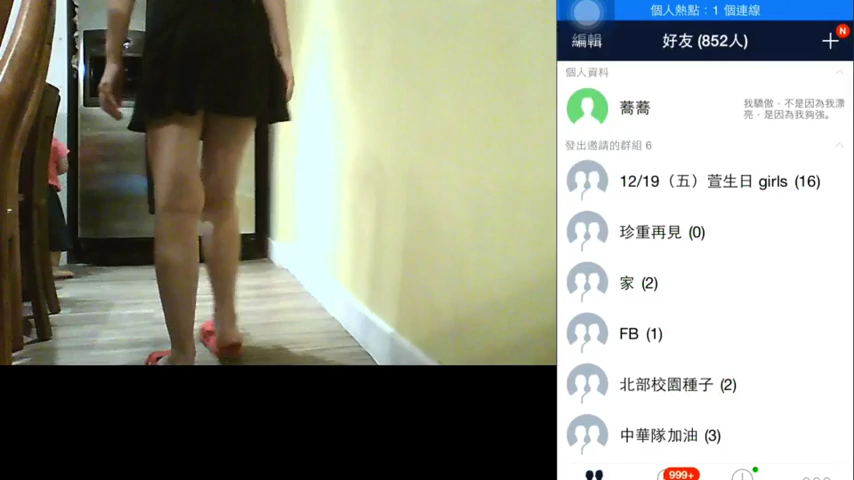 個人熱點：1 個連線
編輯
好友 (852人)
N
個人資料
蕎蕎
我驕傲，不是因為我漂
亮，是因為我夠強。
發出邀請的群組 6
12/19（五）萱生日 girls (16)
珍重再見 (0)
家 (2)
FB (1)
北部校園種子 (2)
中華隊加油 (3)
999+